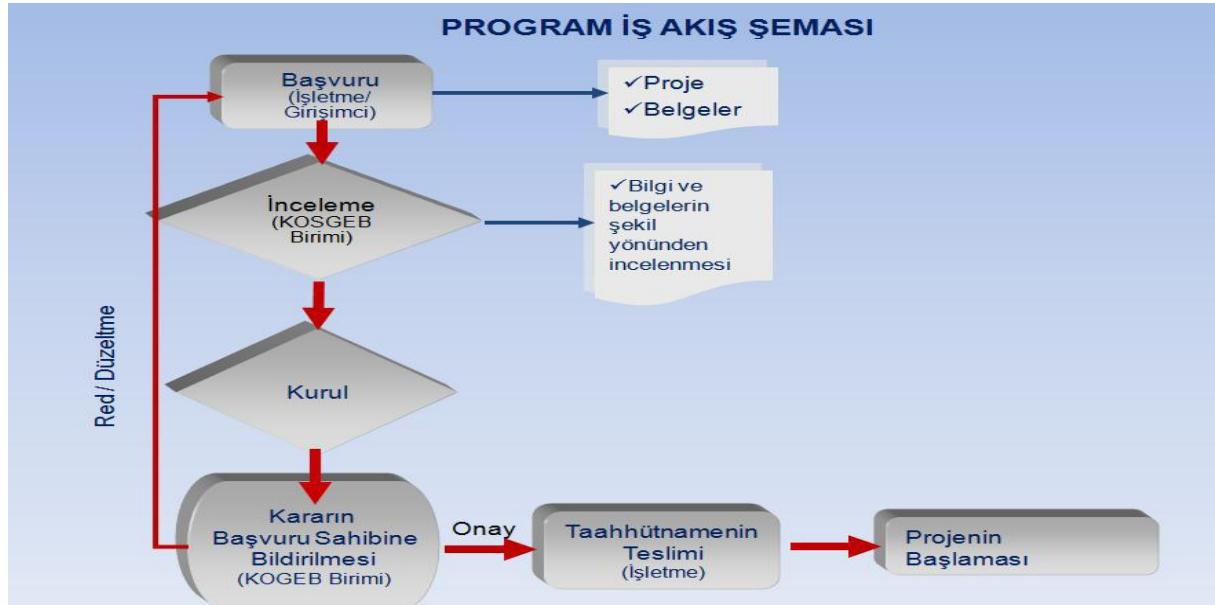 PROGRAM İŞ AKIŞ ŞEMASI
Başvuru
(İşletme/
Girişimci)
✓Proje
✓Belgeler
İnceleme
(KOSGEB
Birimi)
✓Bilgi ve
belgelerin
şekil
yönünden
incelenmesi
Kurul
Red / Düzeltme
Kararın
Başvuru Sahibine
Bildirilmesi
(KOGEB Birimi)
Onay
Taahhütnamenin
Teslimi
(İşletme)
Projenin
Başlaması